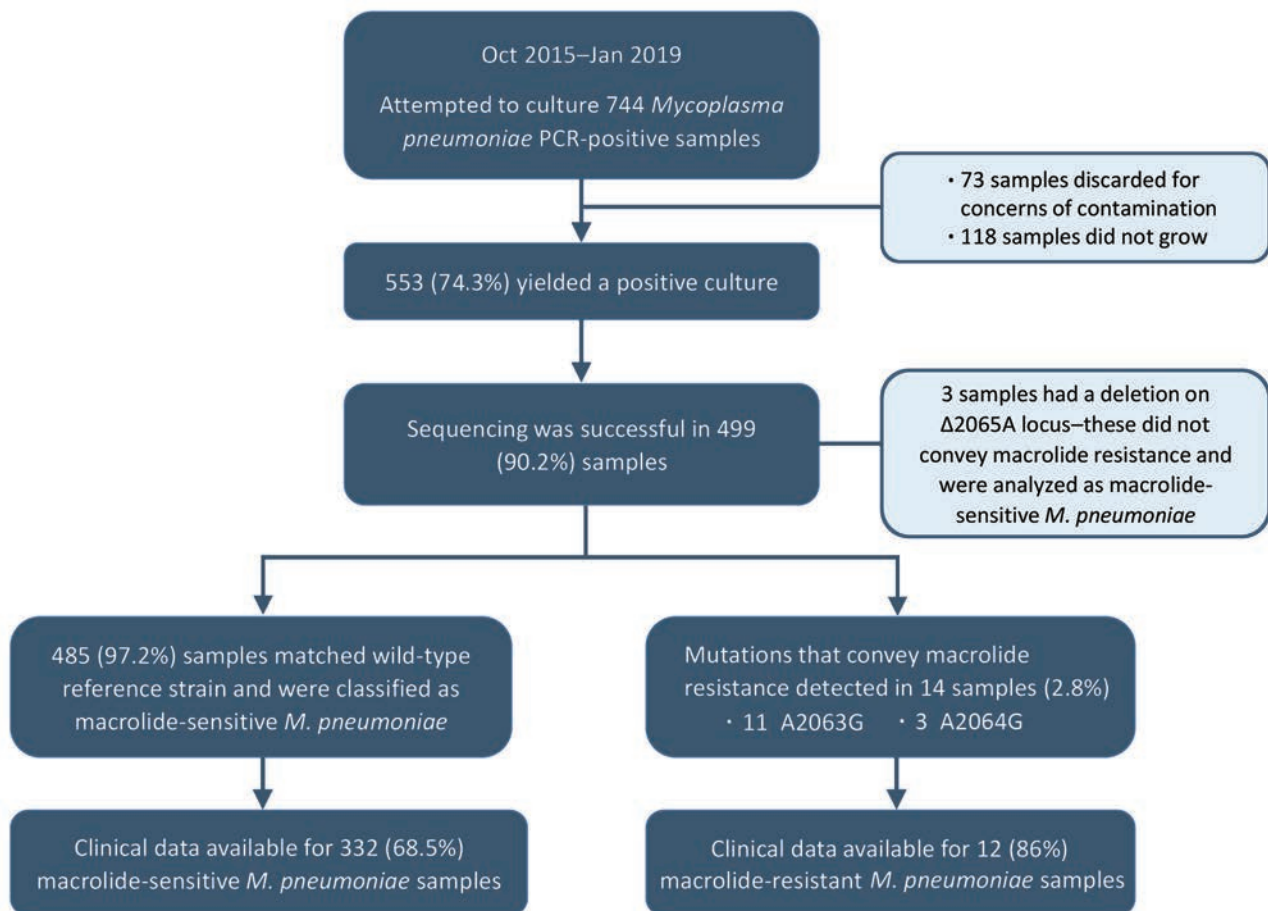 Oct 2015–Jan 2019
Attempted to culture 744 Mycoplasma
pneumoniae PCR-positive samples
· 73 samples discarded for
concerns of contamination
· 118 samples did not grow
553 (74.3%) yielded a positive culture
Sequencing was successful in 499
(90.2%) samples
3 samples had a deletion on
Δ2065A locus–these did not
convey macrolide resistance and
were analyzed as macrolide-
sensitive M. pneumoniae
485 (97.2%) samples matched wild-type
reference strain and were classified as
macrolide-sensitive M. pneumoniae
Mutations that convey macrolide
resistance detected in 14 samples (2.8%)
· 11 A2063G · 3 A2064G
Clinical data available for 332 (68.5%)
macrolide-sensitive M. pneumoniae samples
Clinical data available for 12 (86%)
macrolide-resistant M. pneumoniae samples